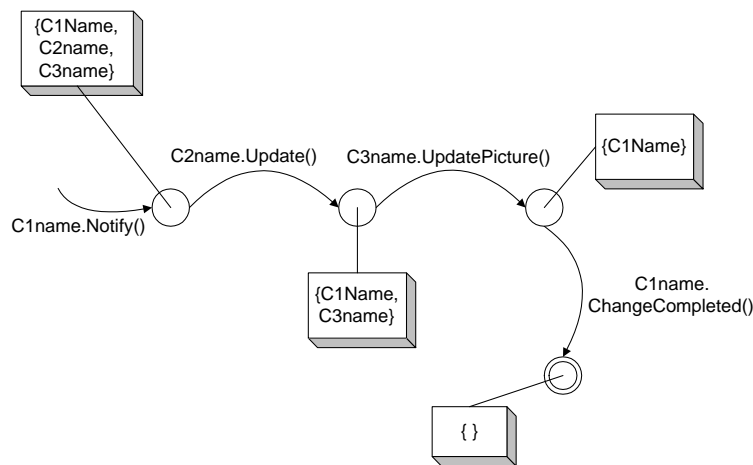 {C1Name,
C2name,
C3name}
C2name.Update()
C3name.UpdatePicture()
{C1Name}
C1name.Notify()
{C1Name,
C3name}
C1name.
ChangeCompleted()
{ }